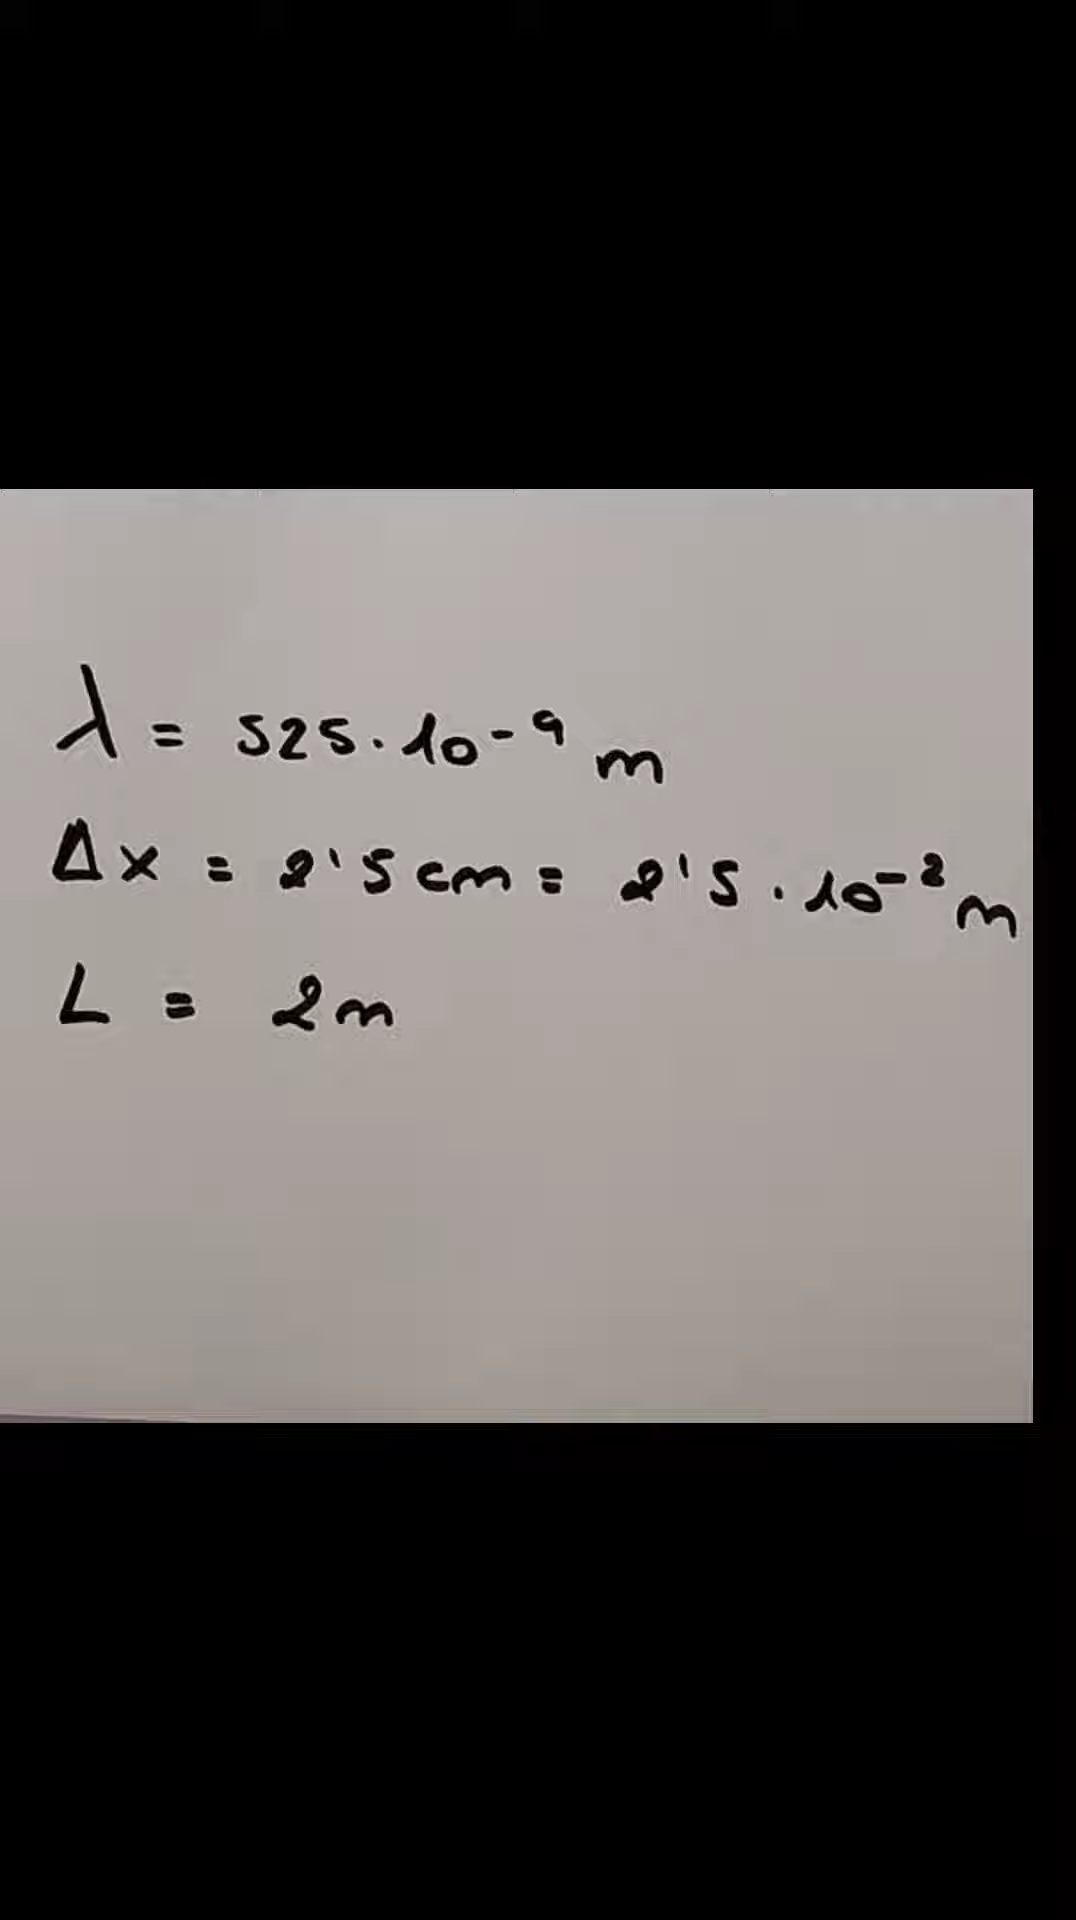 λ = 525·10⁻⁹ m
Δx = 2'5 cm = 2'5·10⁻² m
L = 2m